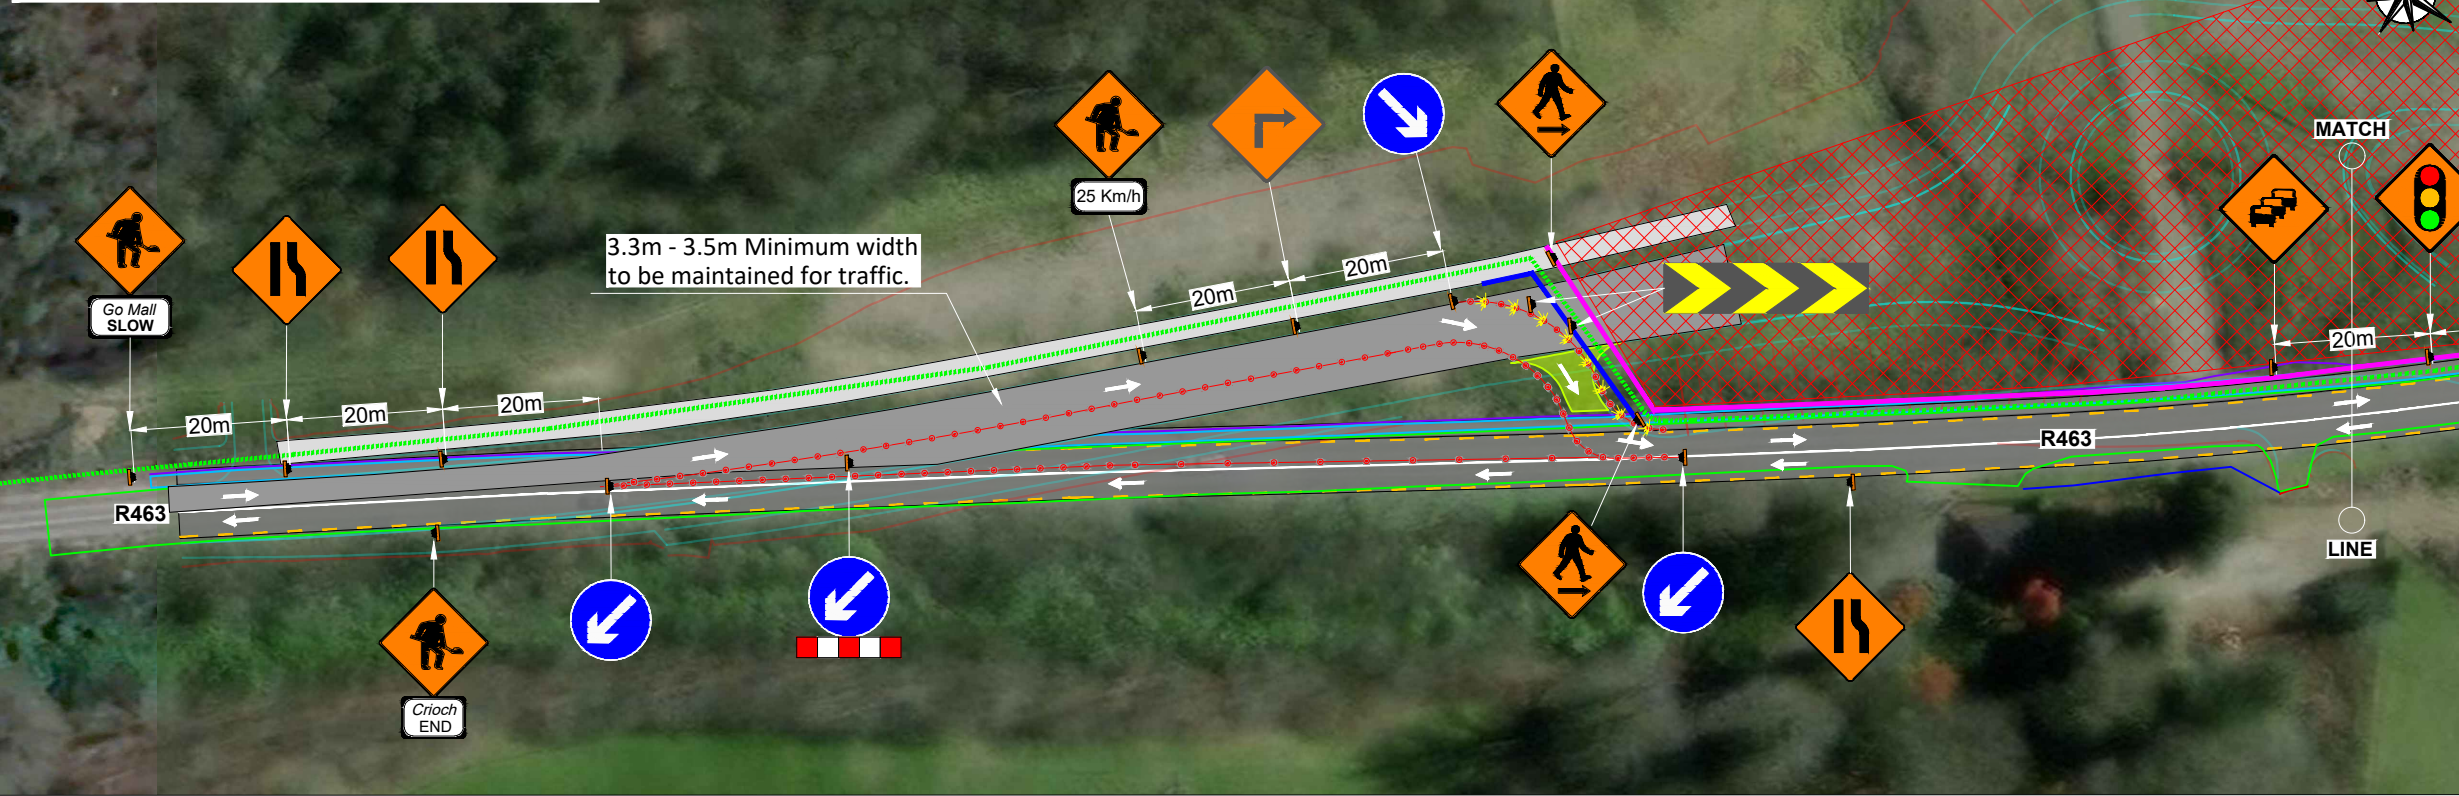 MATCH
25 Km/h
3.3m - 3.5m Minimum width
to be maintained for traffic.
20m
20m
Go Mall
SLOW
20m
20m
20m
20m
R463
R463
LINE
Crioch
END